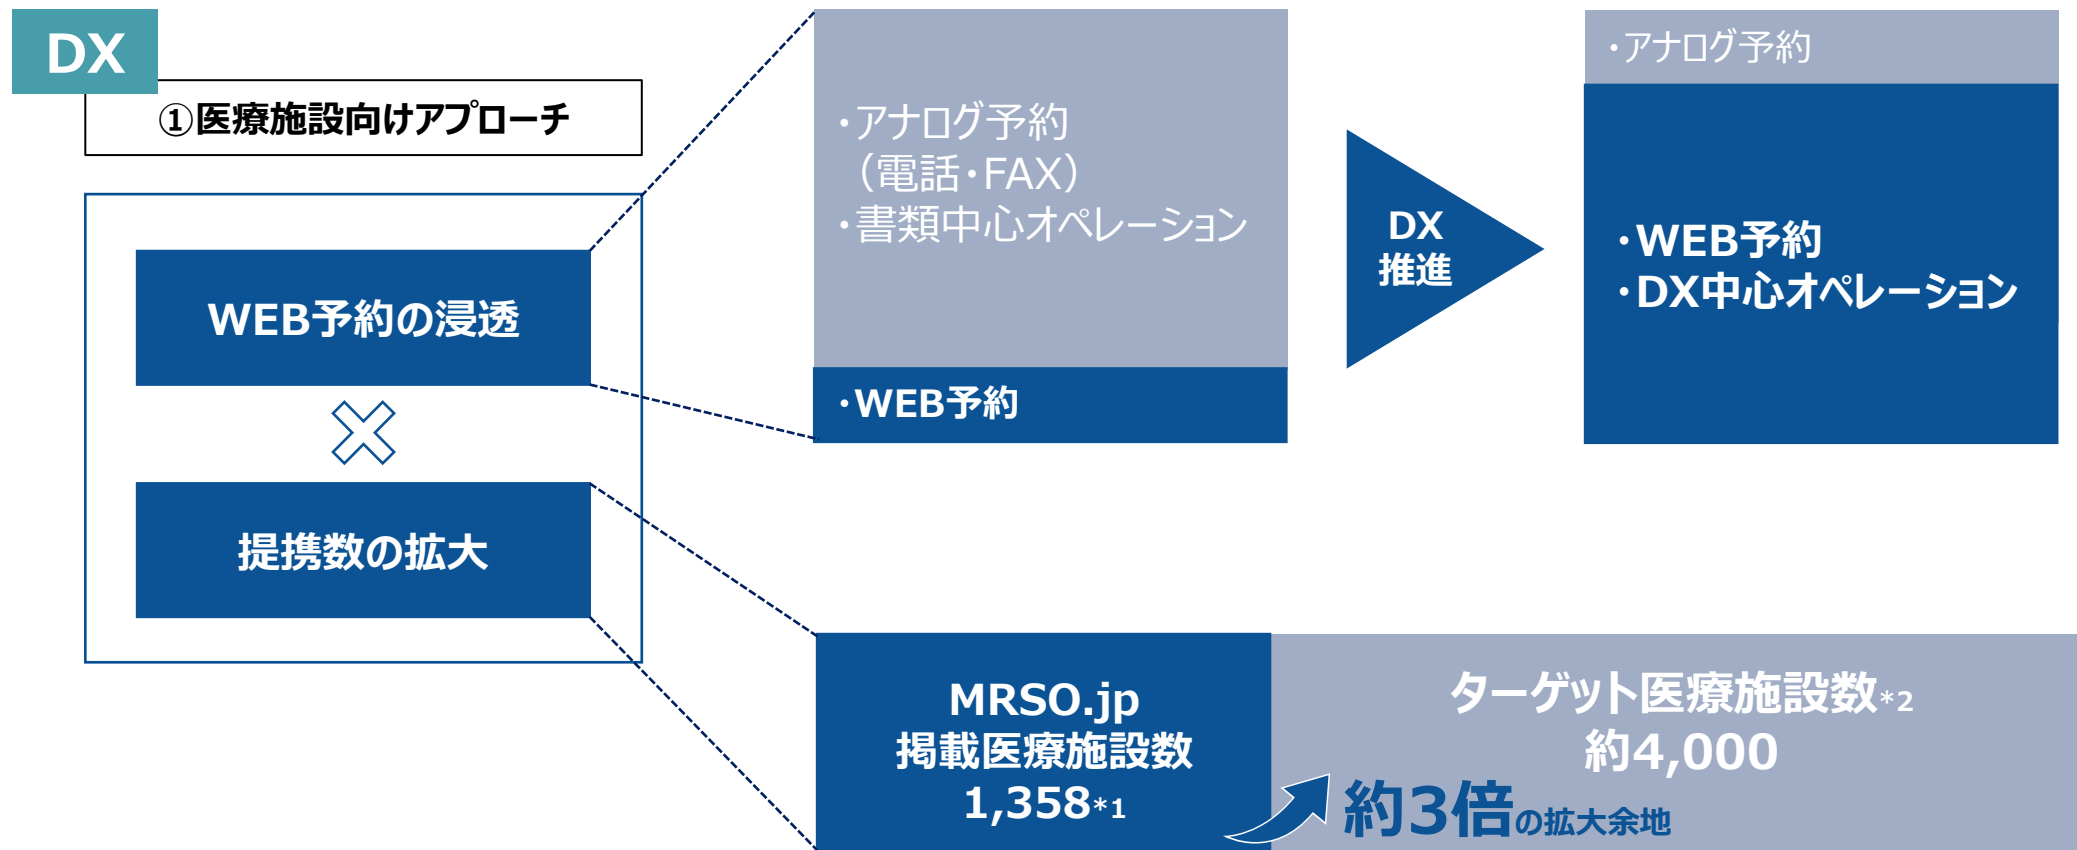 DX
①医療施設向けアプローチ
WEB予約の浸透
提携数の拡大
・アナログ予約
（電話・FAX）
・書類中心オペレーション
・WEB予約
DX
推進
・アナログ予約
・WEB予約
・DX中心オペレーション
MRSO.jp
掲載医療施設数
1,358*1
ターゲット医療施設数*2
約4,000
約3倍の拡大余地